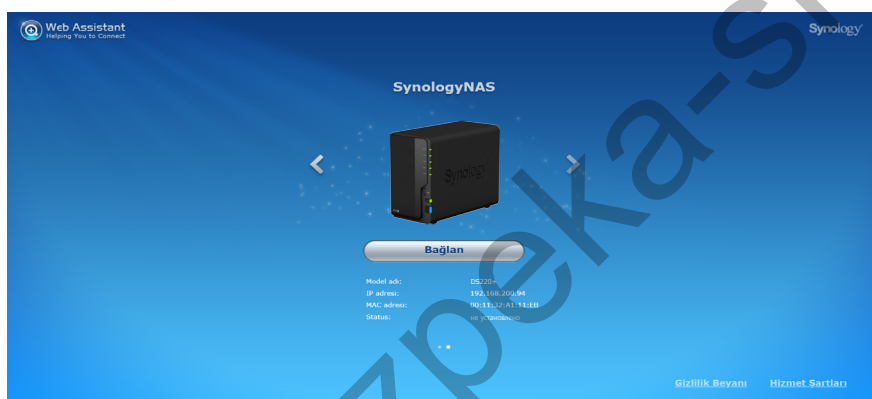 Web Assistant
Helping You to Connect
Synology
SynologyNAS
Synology
Bağlan
Model adı: DS220+
IP adresi: 192.168.200.94
MAC adresi: 00:11:32:A1:11:EB
Status: не установлено
Gizlilik Beyanı Hizmet Şartları